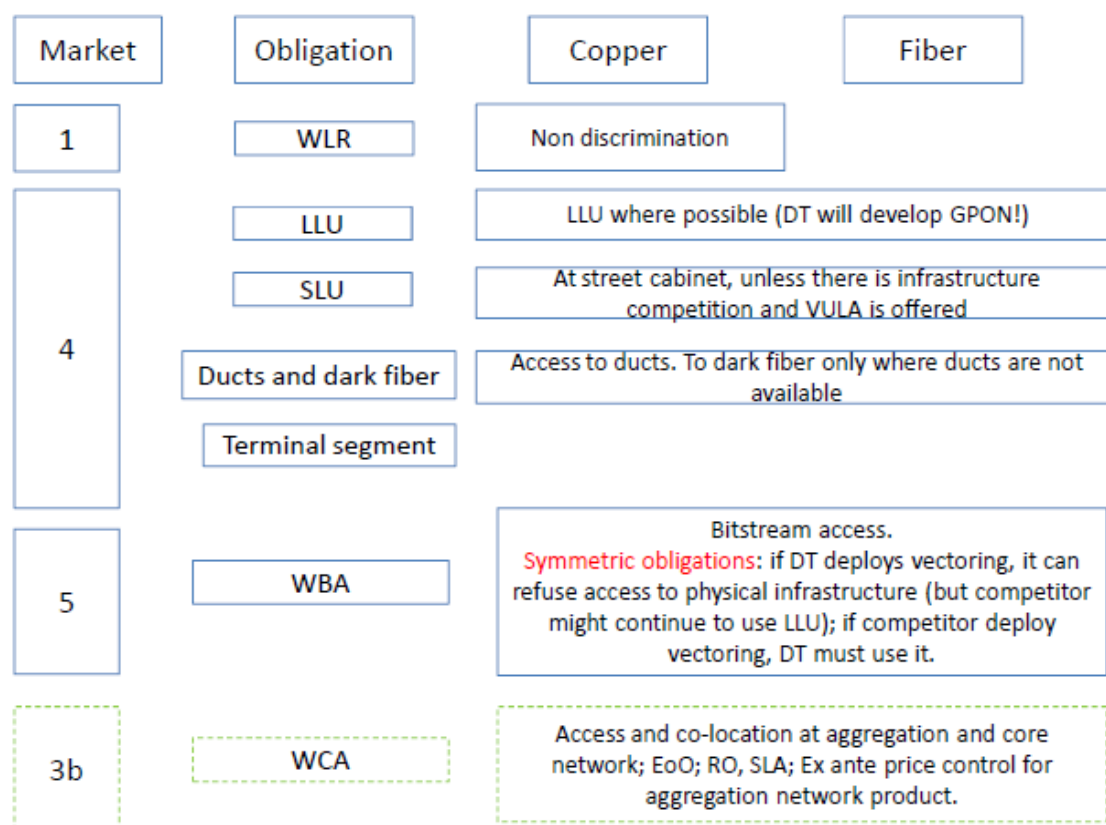 Market
Obligation
Copper
Fiber
1
WLR
Non discrimination
4
LLU
LLU where possible (DT will develop GPON!)
SLU
At street cabinet, unless there is infrastructure
competition and VULA is offered
Ducts and dark fiber
Access to ducts. To dark fiber only where ducts are not
available
Terminal segment
5
WBA
Bitstream access.
Symmetric obligations: if DT deploys vectoring, it can
refuse access to physical infrastructure (but competitor
might continue to use LLU); if competitor deploy
vectoring, DT must use it.
3b
WCA
Access and co-location at aggregation and core
network; EoO; RO, SLA; Ex ante price control for
aggregation network product.